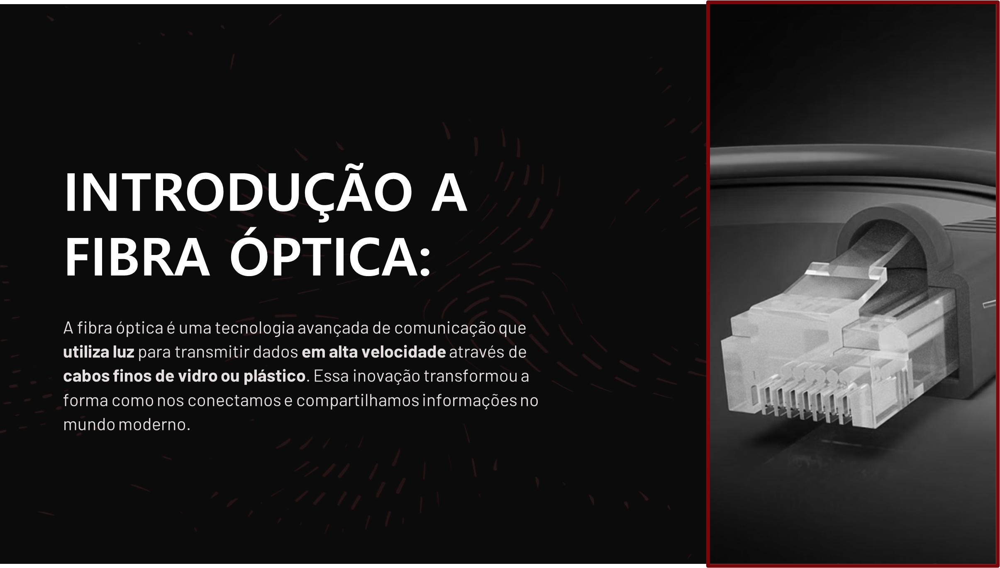 INTRODUÇÃO A
FIBRA ÓPTICA:
A fibra óptica é uma tecnologia avançada de comunicação que
utiliza luz para transmitir dados em alta velocidade através de
cabos finos de vidro ou plástico. Essa inovação transformou a
forma como nos conectamos e compartilhamos informações no
mundo moderno.